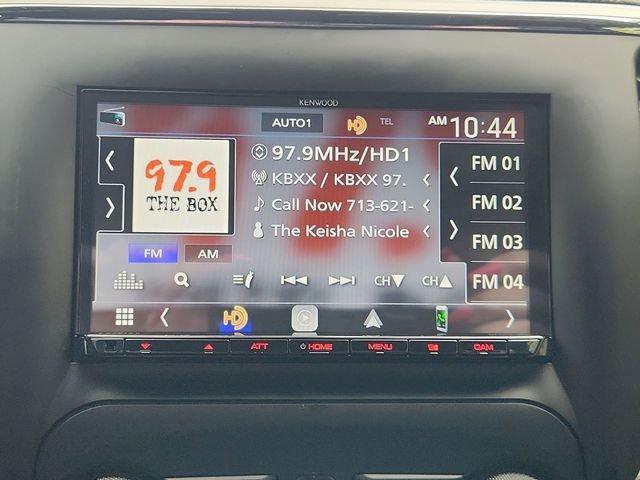 KENWOOD
AUTO1 HD TEL AM 10:44
97.9
THE BOX
97.9MHz/HD1
KBXX / KBXX 97.
Call Now 713-621-
The Keisha Nicole
FM 01
FM 02
FM 03
FM 04
FM AM
CH▼ CH▲
HD
ATT HOME MENU CAM